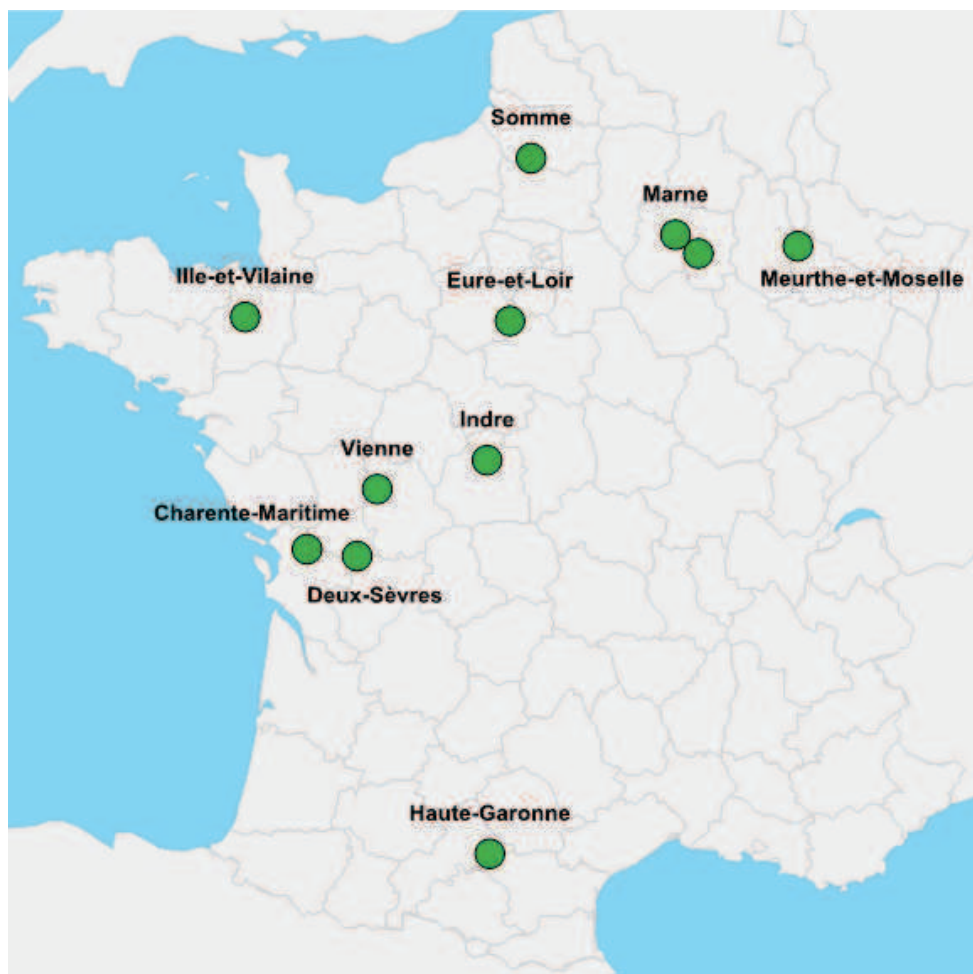 Somme
Marne
Ille-et-Vilaine
Eure-et-Loir
Meurthe-et-Moselle
Indre
Vienne
Charente-Maritime
Deux-Sèvres
Haute-Garonne